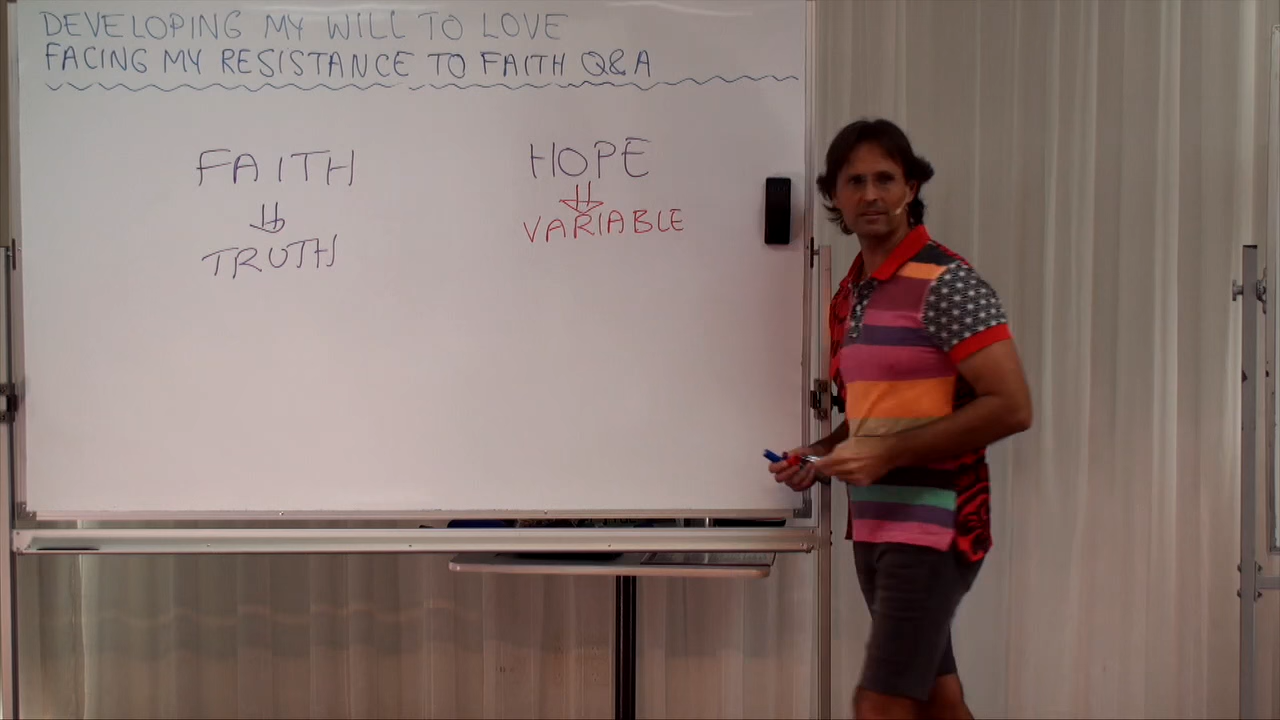 DEVELOPING MY WILL TO LOVE
FACING MY RESISTANCE TO FAITH Q&A
FAITH
TRUTH
HOPE
VARIABLE